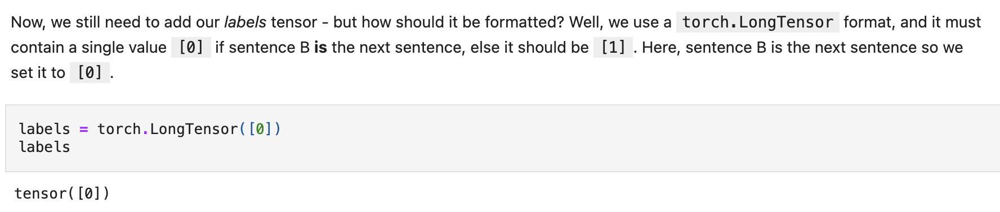 Now, we still need to add our labels tensor - but how should it be formatted? Well, we use a torch.LongTensor format, and it must
contain a single value [0] if sentence B is the next sentence, else it should be [1] . Here, sentence B is the next sentence so we
set it to [0] .
labels = torch.LongTensor([0])
labels
tensor([0])